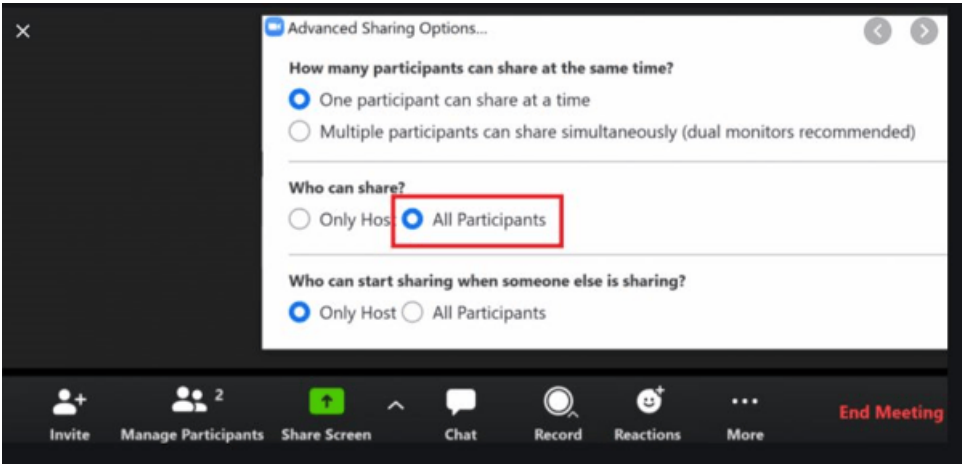 Advanced Sharing Options...
How many participants can share at the same time?
One participant can share at a time
Multiple participants can share simultaneously (dual monitors recommended)
Who can share?
Only Hos All Participants
Who can start sharing when someone else is sharing?
Only Host All Participants
2
Invite Manage Participants Share Screen Chat Record Reactions More End Meeting